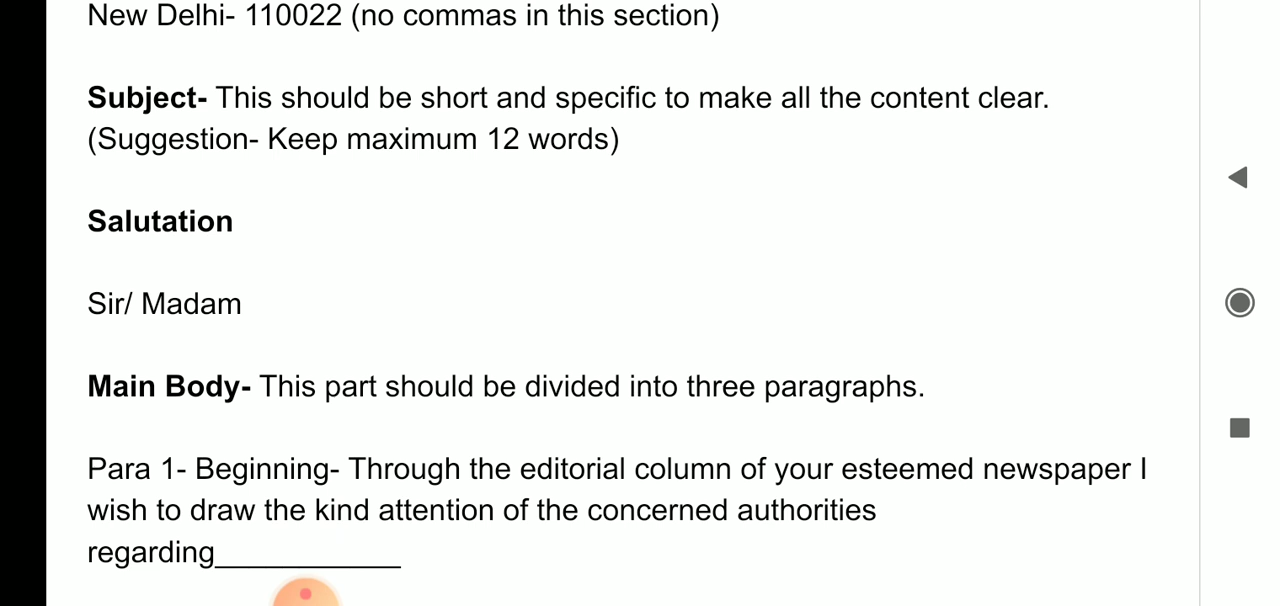 New Delhi- 110022 (no commas in this section)
Subject- This should be short and specific to make all the content clear.
(Suggestion- Keep maximum 12 words)
Salutation
Sir/ Madam
Main Body- This part should be divided into three paragraphs.
Para 1- Beginning- Through the editorial column of your esteemed newspaper I
wish to draw the kind attention of the concerned authorities
regarding___________